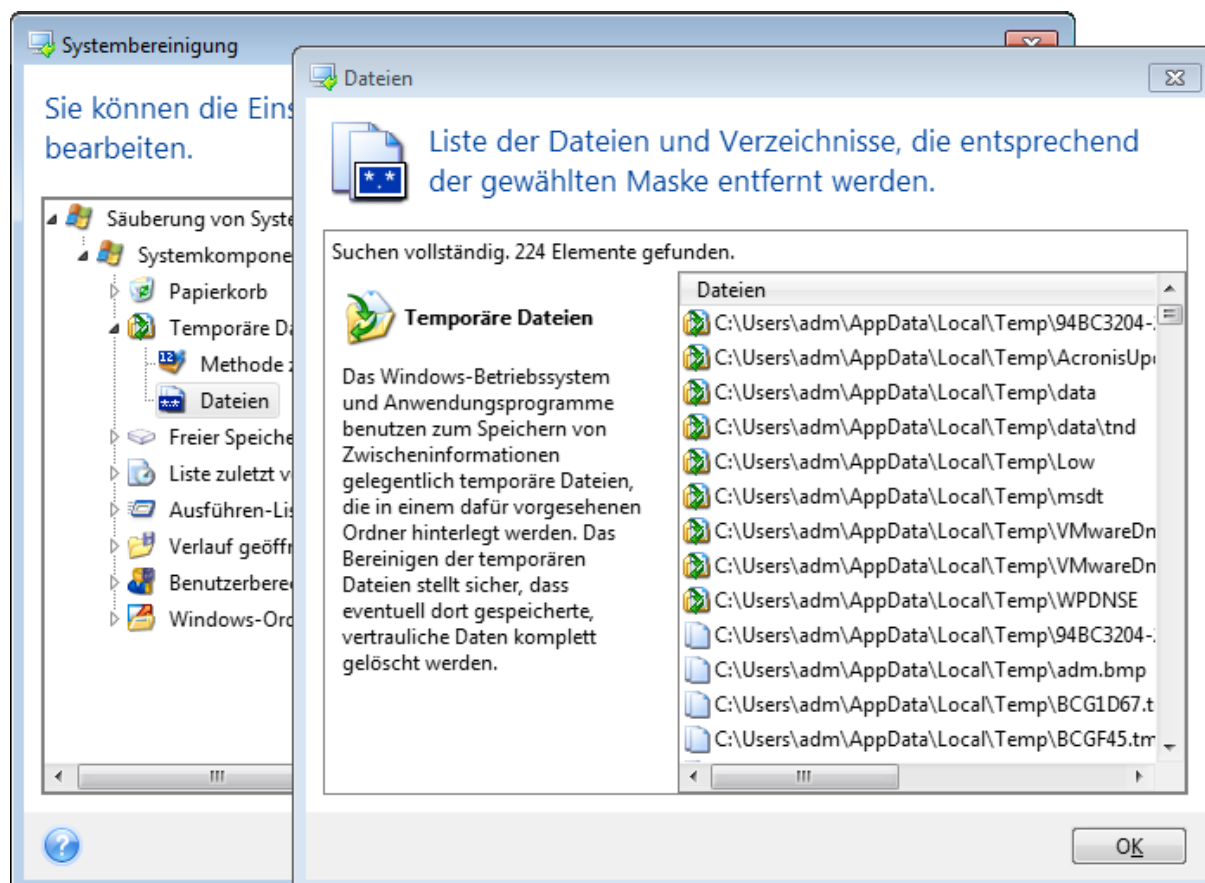 Systembereinigung
Sie können die Eins
bearbeiten.
Säuberung von Syste
Systemkompone
Papierkorb
Temporäre Da
12
Methode z
*.*
Dateien
Freier Speiche
Liste zuletzt v
Ausführen-Lis
Verlauf geöffn
Benutzerberei
Windows-Ord
?
Dateien
*.*
Liste der Dateien und Verzeichnisse, die entsprechend
der gewählten Maske entfernt werden.
Suchen vollständig. 224 Elemente gefunden.
Temporäre Dateien
Das Windows-Betriebssystem
und Anwendungsprogramme
benutzen zum Speichern von
Zwischeninformationen
gelegentlich temporäre Dateien,
die in einem dafür vorgesehenen
Ordner hinterlegt werden. Das
Bereinigen der temporären
Dateien stellt sicher, dass
eventuell dort gespeicherte,
vertrauliche Daten komplett
gelöscht werden.
Dateien
C:\Users\adm\AppData\Local\Temp\94BC3204-
C:\Users\adm\AppData\Local\Temp\AcronisUpd
C:\Users\adm\AppData\Local\Temp\data
C:\Users\adm\AppData\Local\Temp\data\tnd
C:\Users\adm\AppData\Local\Temp\Low
C:\Users\adm\AppData\Local\Temp\msdt
C:\Users\adm\AppData\Local\Temp\VMwareDn
C:\Users\adm\AppData\Local\Temp\VMwareDn
C:\Users\adm\AppData\Local\Temp\WPDNSE
C:\Users\adm\AppData\Local\Temp\94BC3204-
C:\Users\adm\AppData\Local\Temp\adm.bmp
C:\Users\adm\AppData\Local\Temp\BCG1D67.t
C:\Users\adm\AppData\Local\Temp\BCGF45.tm
OK